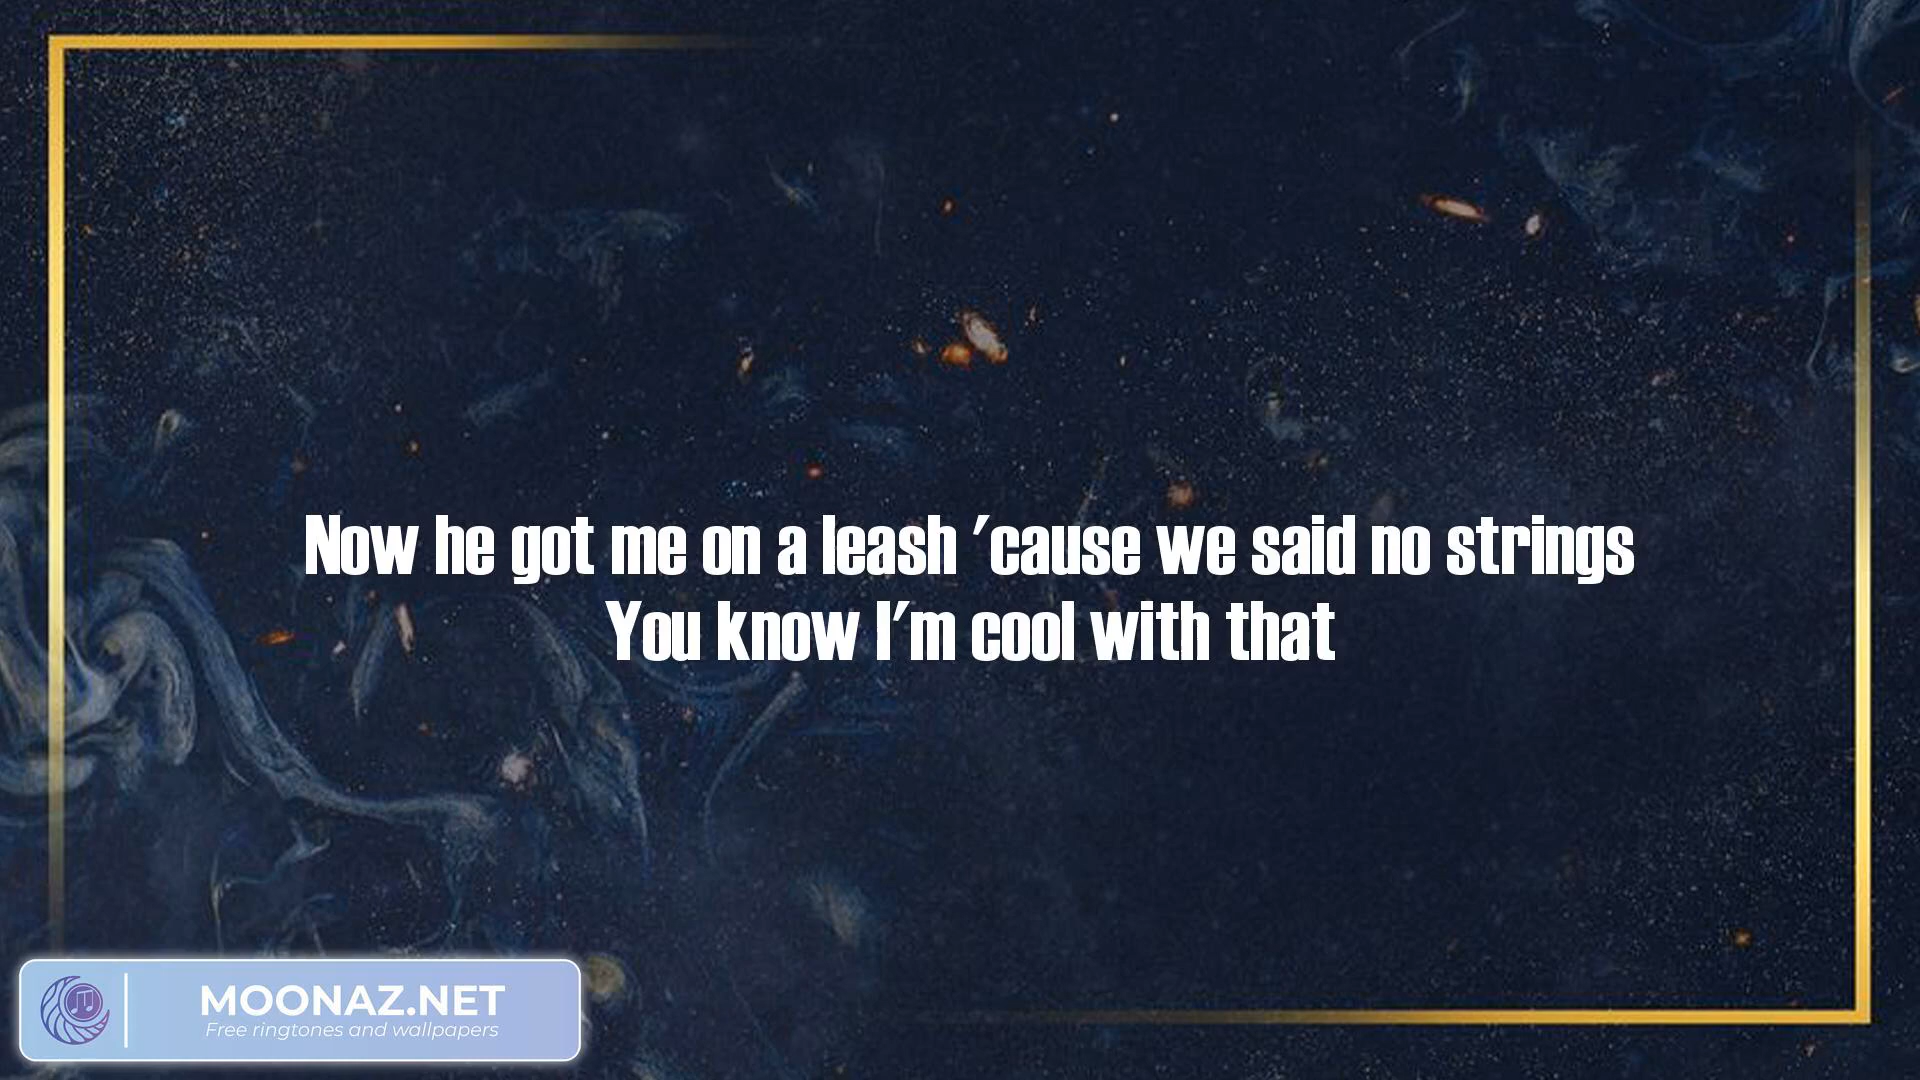 Now he got me on a leash 'cause we said no strings
You know I'm cool with that
MOONAZ.NET
Free ringtones and wallpapers